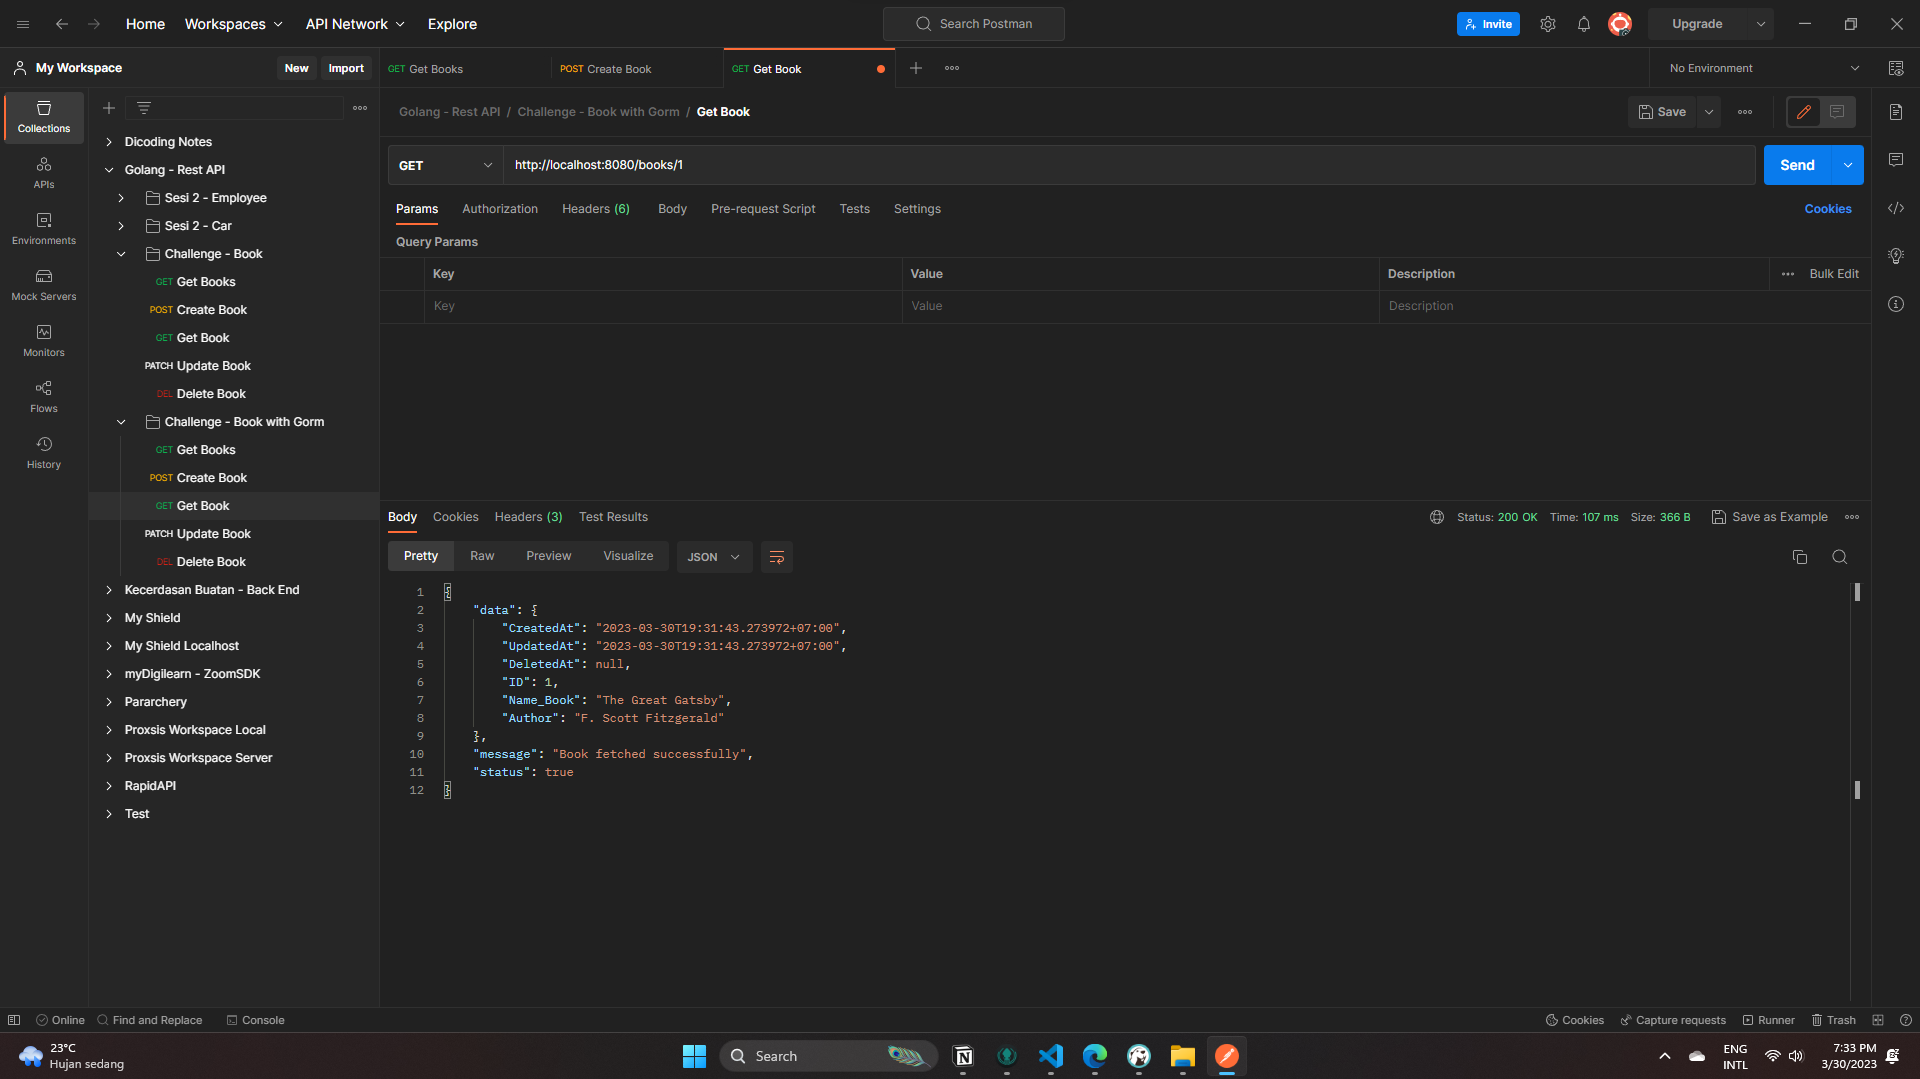 Home
Workspaces
API Network
Explore
Search Postman
Invite
Upgrade
My Workspace
New
Import
GET Get Books
POST Create Book
GET Get Book
No Environment
Collections
APIs
Environments
Mock Servers
Monitors
Flows
History
Dicoding Notes
Golang - Rest API
Sesi 2 - Employee
Sesi 2 - Car
Challenge - Book
GET Get Books
POST Create Book
GET Get Book
PATCH Update Book
DEL Delete Book
Challenge - Book with Gorm
GET Get Books
POST Create Book
GET Get Book
PATCH Update Book
DEL Delete Book
Kecerdasan Buatan - Back End
My Shield
My Shield Localhost
myDigilearn - ZoomSDK
Pararchery
Proxsis Workspace Local
Proxsis Workspace Server
RapidAPI
Test
Golang - Rest API / Challenge - Book with Gorm / Get Book
Save
GET
http://localhost:8080/books/1
Send
Params
Authorization
Headers (6)
Body
Pre-request Script
Tests
Settings
Cookies
Query Params
Key
Value
Description
Bulk Edit
Key
Value
Description
Body
Cookies
Headers (3)
Test Results
Status: 200 OK
Time: 107 ms
Size: 366 B
Save as Example
Pretty
Raw
Preview
Visualize
JSON
1 {
2 "data": {
3 "CreatedAt": "2023-03-30T19:31:43.273972+07:00",
4 "UpdatedAt": "2023-03-30T19:31:43.273972+07:00",
5 "DeletedAt": null,
6 "ID": 1,
7 "Name_Book": "The Great Gatsby",
8 "Author": "F. Scott Fitzgerald"
9 },
10 "message": "Book fetched successfully",
11 "status": true
12 }
Online
Find and Replace
Console
Cookies
Capture requests
Runner
Trash
23°C
Hujan sedang
Search
ENG
INTL
7:33 PM
3/30/2023